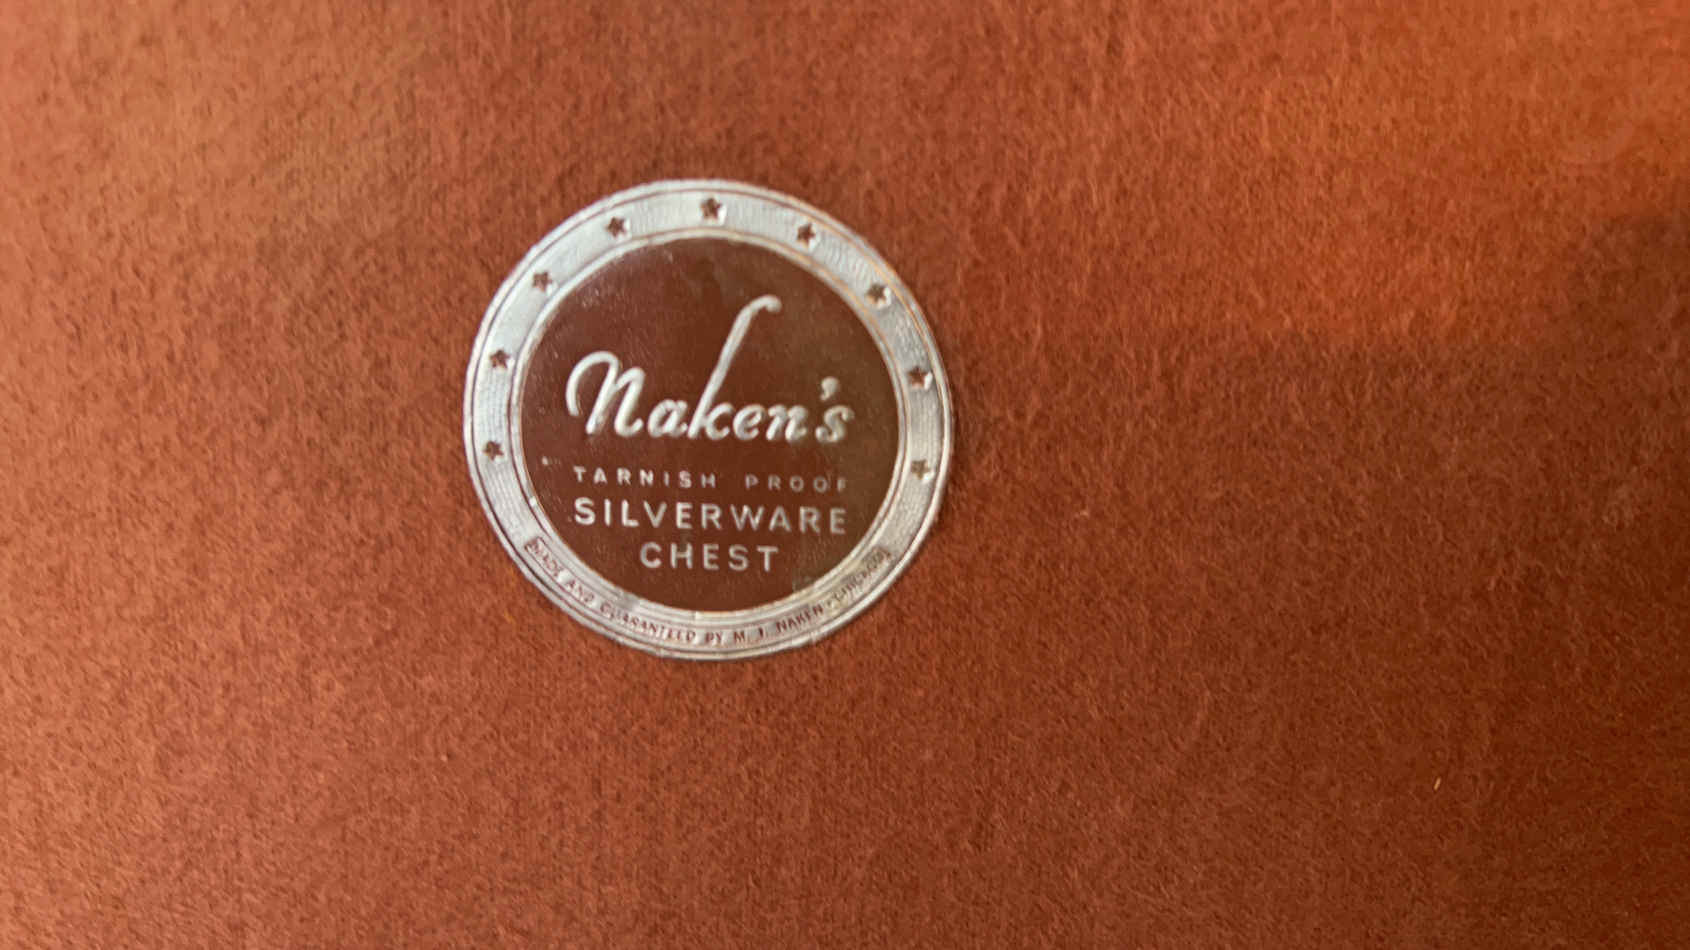 Naken's
TARNISH PROOF
SILVERWARE
CHEST
MADE AND GUARANTEED BY M. J. NAKEN - CHICAGO